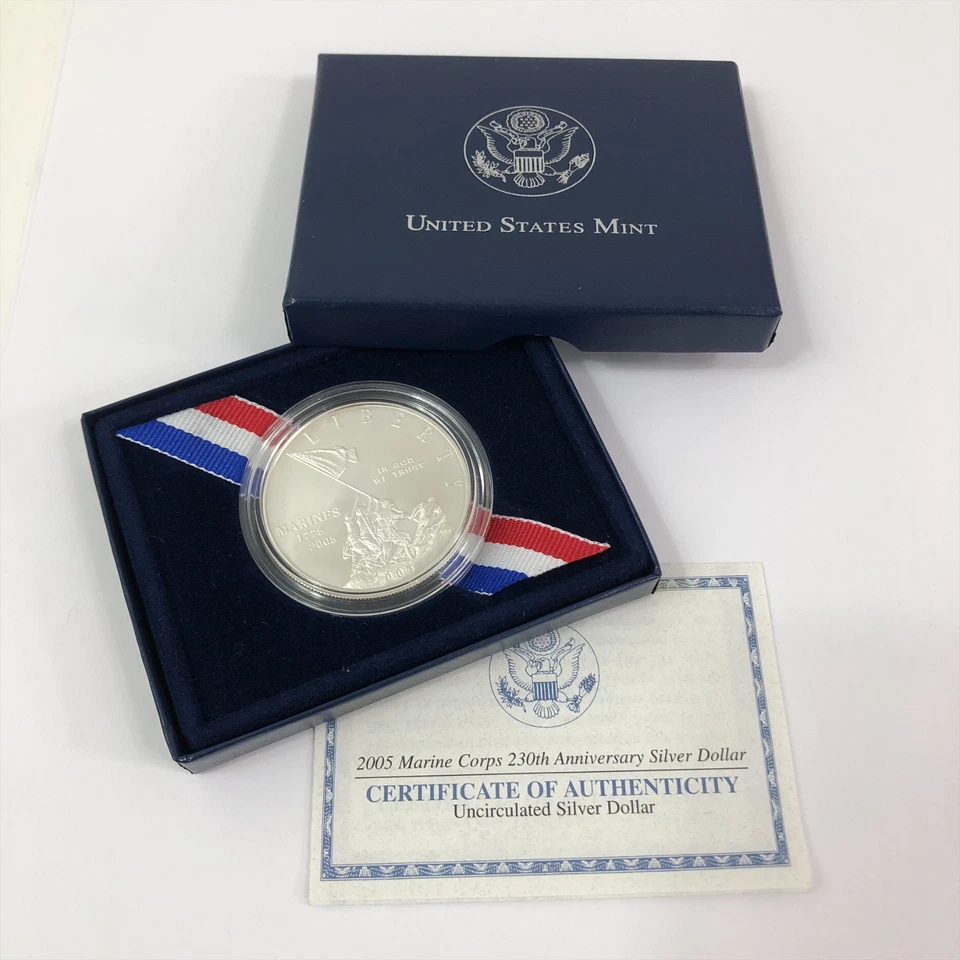 UNITED STATES MINT
LIBERTY
IN GOD
WE TRUST
MARINES
1775
2005
2005
2005 Marine Corps 230th Anniversary Silver Dollar
CERTIFICATE OF AUTHENTICITY
Uncirculated Silver Dollar